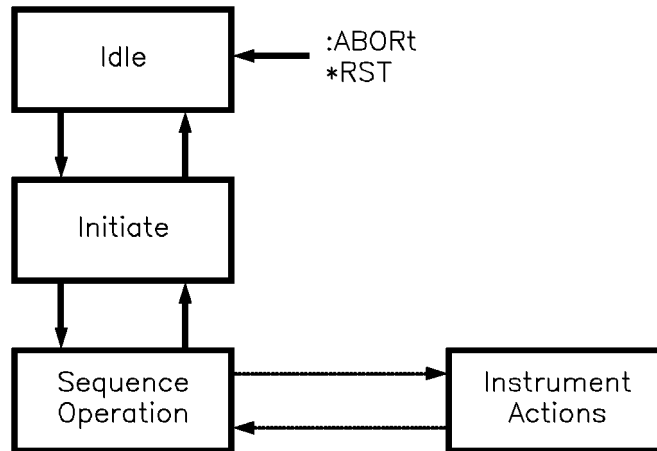 Idle
:ABORt
*RST
Initiate
Sequence
Operation
Instrument
Actions